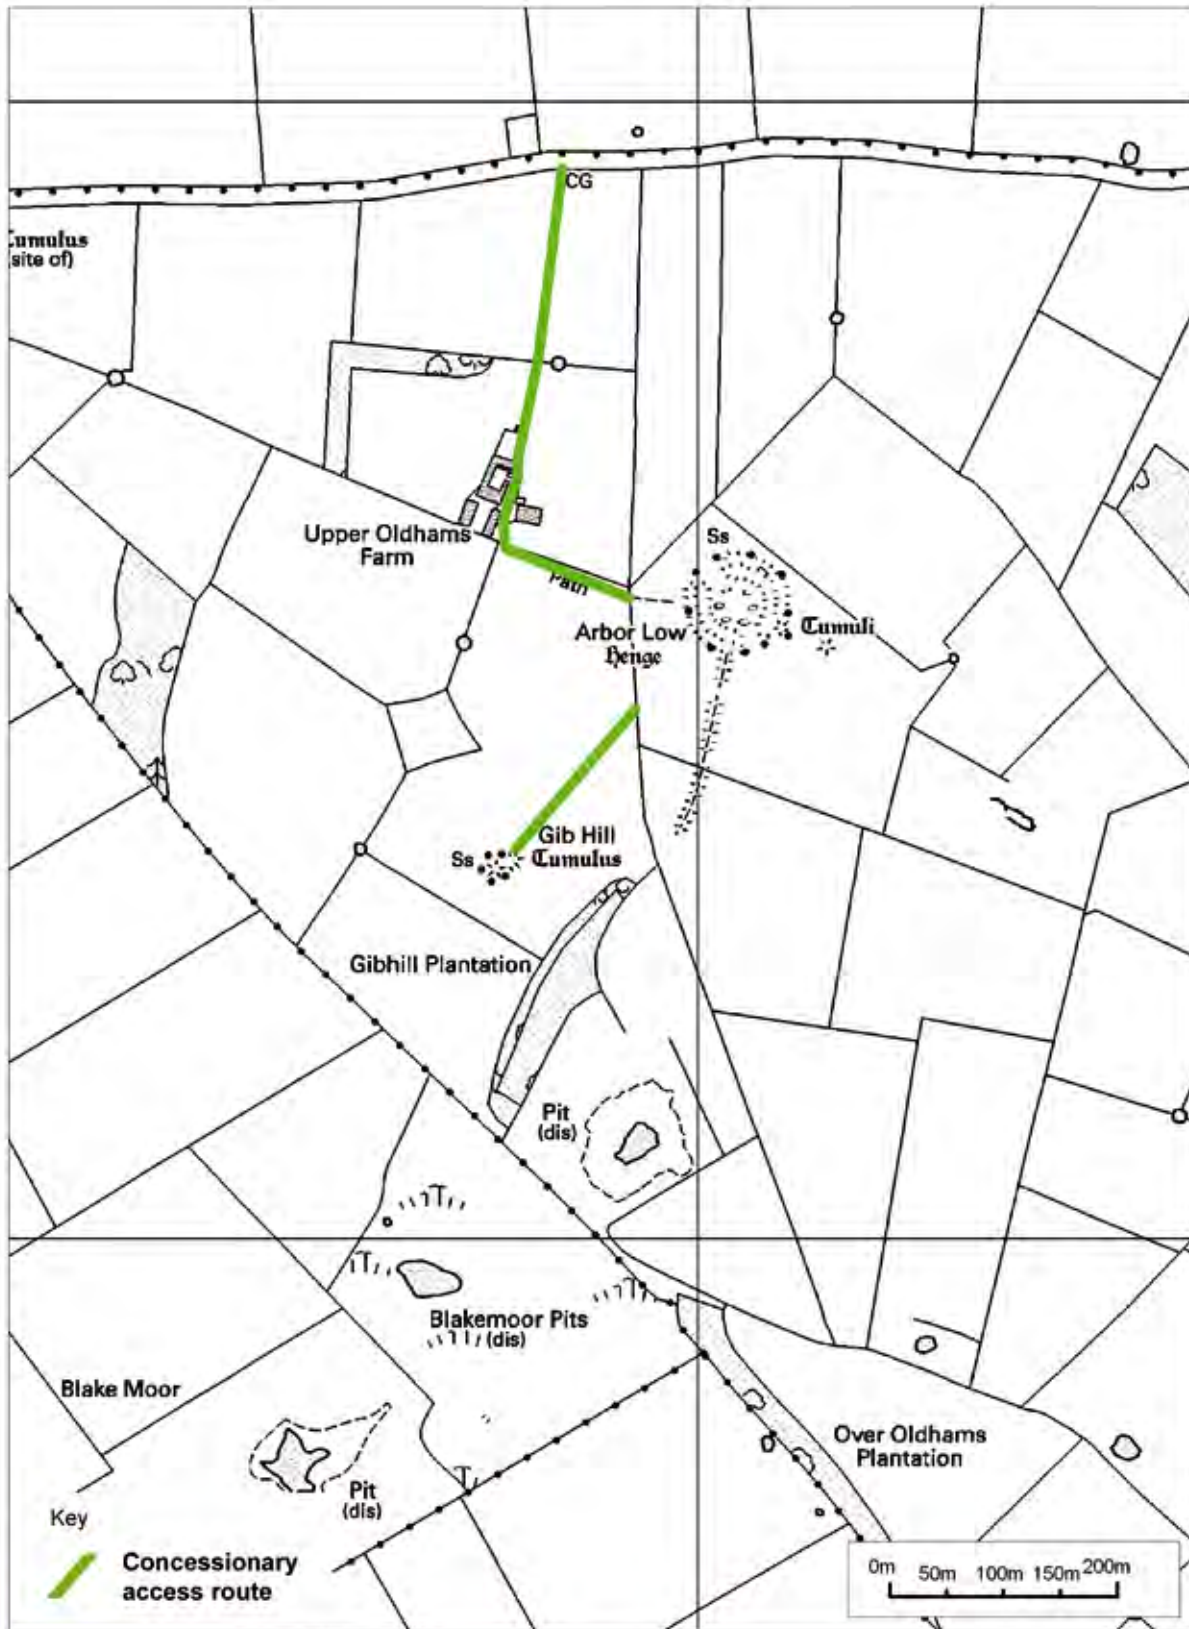 CG
Tumulus
(site of)
Upper Oldhams
Farm
Path
Ss
Arbor Low
Henge
Tumuli
Gib Hill
Ss
Tumulus
Gibhill Plantation
Pit
(dis)
T
T
T
Blakemoor Pits
T
(dis)
Blake Moor
Over Oldhams
Plantation
T
Pit
(dis)
Key
Concessionary
access route
0m 50m 100m 150m 200m